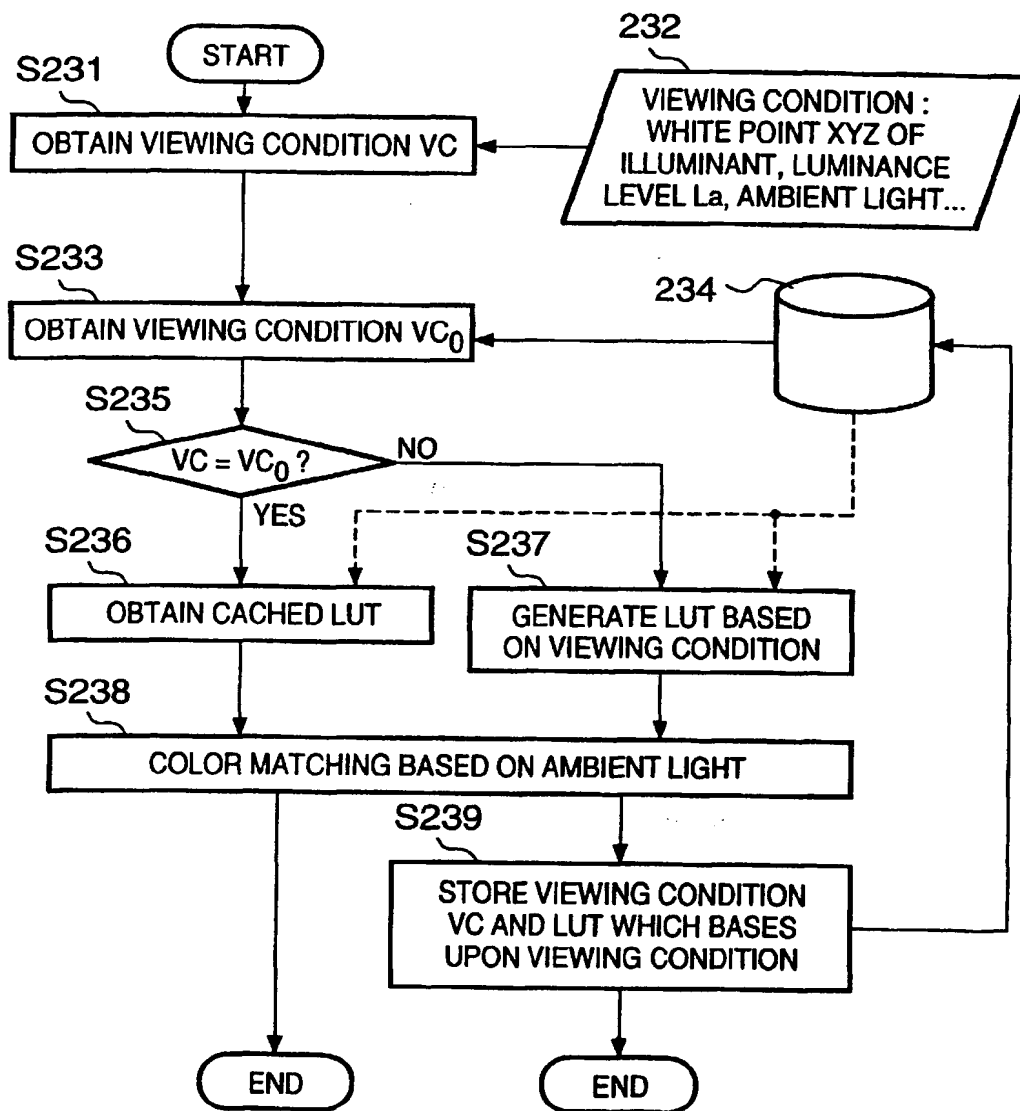 START
232
S231
VIEWING CONDITION :
WHITE POINT XYZ OF
ILLUMINANT, LUMINANCE
LEVEL La, AMBIENT LIGHT...
OBTAIN VIEWING CONDITION VC
S233
234
OBTAIN VIEWING CONDITION VC0
S235
VC = VC0 ?
NO
YES
S236
S237
OBTAIN CACHED LUT
GENERATE LUT BASED
ON VIEWING CONDITION
S238
COLOR MATCHING BASED ON AMBIENT LIGHT
S239
STORE VIEWING CONDITION
VC AND LUT WHICH BASES
UPON VIEWING CONDITION
END
END